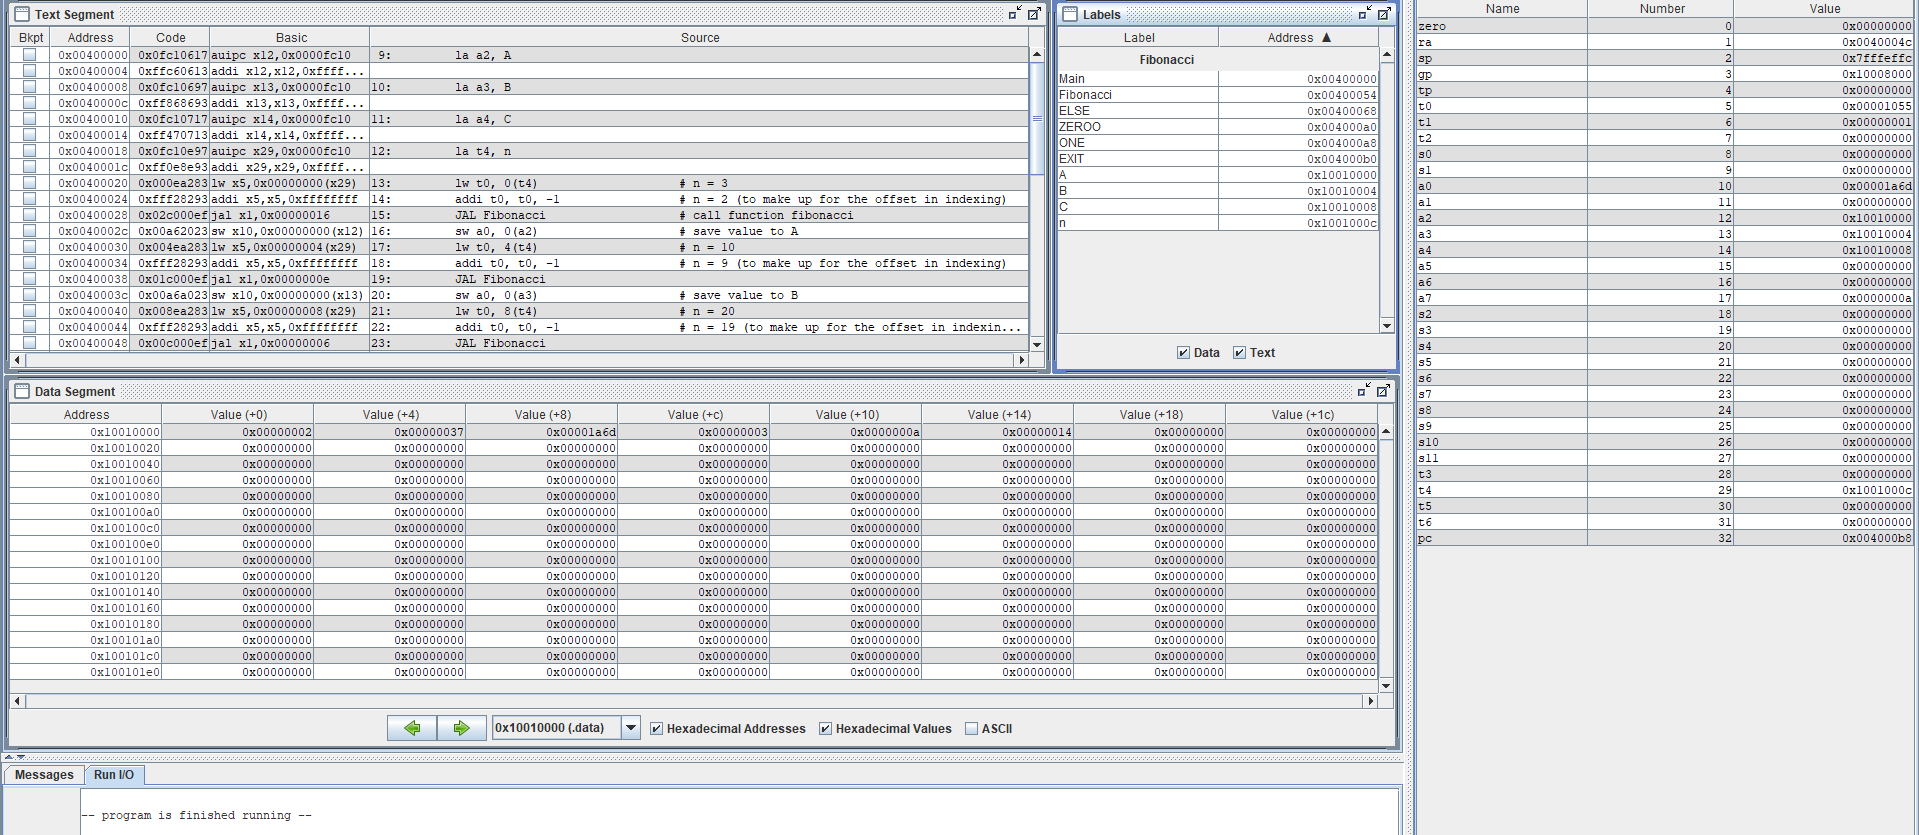 Text Segment
Bkpt Address Code Basic Source
0x00400000 0x0fc10617 auipc x12,0x0000fc10 9: la a2, A
0x00400004 0xffc60613 addi x12,x12,0xffff...
0x00400008 0x0fc10697 auipc x13,0x0000fc10 10: la a3, B
0x0040000c 0xff868693 addi x13,x13,0xffff...
0x00400010 0x0fc10717 auipc x14,0x0000fc10 11: la a4, C
0x00400014 0xff470713 addi x14,x14,0xffff...
0x00400018 0x0fc10e97 auipc x29,0x0000fc10 12: la t4, n
0x0040001c 0xff0e8e93 addi x29,x29,0xffff...
0x00400020 0x000ea283 lw x5,0x00000000(x29) 13: lw t0, 0(t4) # n = 3
0x00400024 0xfff28293 addi x5,x5,0xffffffff 14: addi t0, t0, -1 # n = 2 (to make up for the offset in indexing)
0x00400028 0x02c000ef jal x1,0x00000016 15: JAL Fibonacci # call function fibonacci
0x0040002c 0x00a62023 sw x10,0x00000000(x12) 16: sw a0, 0(a2) # save value to A
0x00400030 0x004ea283 lw x5,0x00000004(x29) 17: lw t0, 4(t4) # n = 10
0x00400034 0xfff28293 addi x5,x5,0xffffffff 18: addi t0, t0, -1 # n = 9 (to make up for the offset in indexing)
0x00400038 0x01c000ef jal x1,0x0000000e 19: JAL Fibonacci
0x0040003c 0x00a6a023 sw x10,0x00000000(x13) 20: sw a0, 0(a3) # save value to B
0x00400040 0x008ea283 lw x5,0x00000008(x29) 21: lw t0, 8(t4) # n = 20
0x00400044 0xfff28293 addi x5,x5,0xffffffff 22: addi t0, t0, -1 # n = 19 (to make up for the offset in indexin...
0x00400048 0x00c000ef jal x1,0x00000006 23: JAL Fibonacci
Labels
Label Address ▲
Fibonacci
Main 0x00400000
Fibonacci 0x00400054
ELSE 0x00400068
ZEROO 0x004000a0
ONE 0x004000a8
EXIT 0x004000b0
A 0x10010000
B 0x10010004
C 0x10010008
n 0x1001000c
Data Text
Data Segment
Address Value (+0) Value (+4) Value (+8) Value (+c) Value (+10) Value (+14) Value (+18) Value (+1c)
0x10010000 0x00000002 0x00000037 0x00001a6d 0x00000003 0x0000000a 0x00000014 0x00000000 0x00000000
0x10010020 0x00000000 0x00000000 0x00000000 0x00000000 0x00000000 0x00000000 0x00000000 0x00000000
0x10010040 0x00000000 0x00000000 0x00000000 0x00000000 0x00000000 0x00000000 0x00000000 0x00000000
0x10010060 0x00000000 0x00000000 0x00000000 0x00000000 0x00000000 0x00000000 0x00000000 0x00000000
0x10010080 0x00000000 0x00000000 0x00000000 0x00000000 0x00000000 0x00000000 0x00000000 0x00000000
0x100100a0 0x00000000 0x00000000 0x00000000 0x00000000 0x00000000 0x00000000 0x00000000 0x00000000
0x100100c0 0x00000000 0x00000000 0x00000000 0x00000000 0x00000000 0x00000000 0x00000000 0x00000000
0x100100e0 0x00000000 0x00000000 0x00000000 0x00000000 0x00000000 0x00000000 0x00000000 0x00000000
0x10010100 0x00000000 0x00000000 0x00000000 0x00000000 0x00000000 0x00000000 0x00000000 0x00000000
0x10010120 0x00000000 0x00000000 0x00000000 0x00000000 0x00000000 0x00000000 0x00000000 0x00000000
0x10010140 0x00000000 0x00000000 0x00000000 0x00000000 0x00000000 0x00000000 0x00000000 0x00000000
0x10010160 0x00000000 0x00000000 0x00000000 0x00000000 0x00000000 0x00000000 0x00000000 0x00000000
0x10010180 0x00000000 0x00000000 0x00000000 0x00000000 0x00000000 0x00000000 0x00000000 0x00000000
0x100101a0 0x00000000 0x00000000 0x00000000 0x00000000 0x00000000 0x00000000 0x00000000 0x00000000
0x100101c0 0x00000000 0x00000000 0x00000000 0x00000000 0x00000000 0x00000000 0x00000000 0x00000000
0x100101e0 0x00000000 0x00000000 0x00000000 0x00000000 0x00000000 0x00000000 0x00000000 0x00000000
0x10010000 (.data) Hexadecimal Addresses Hexadecimal Values ASCII
Messages Run I/O
-- program is finished running --
Name Number Value
zero 0 0x00000000
ra 1 0x0040004c
sp 2 0x7fffeffc
gp 3 0x10008000
tp 4 0x00000000
t0 5 0x00001055
t1 6 0x00000001
t2 7 0x00000000
s0 8 0x00000000
s1 9 0x00000000
a0 10 0x00001a6d
a1 11 0x00000000
a2 12 0x10010000
a3 13 0x10010004
a4 14 0x10010008
a5 15 0x00000000
a6 16 0x00000000
a7 17 0x0000000a
s2 18 0x00000000
s3 19 0x00000000
s4 20 0x00000000
s5 21 0x00000000
s6 22 0x00000000
s7 23 0x00000000
s8 24 0x00000000
s9 25 0x00000000
s10 26 0x00000000
s11 27 0x00000000
t3 28 0x00000000
t4 29 0x1001000c
t5 30 0x00000000
t6 31 0x00000000
pc 32 0x004000b8